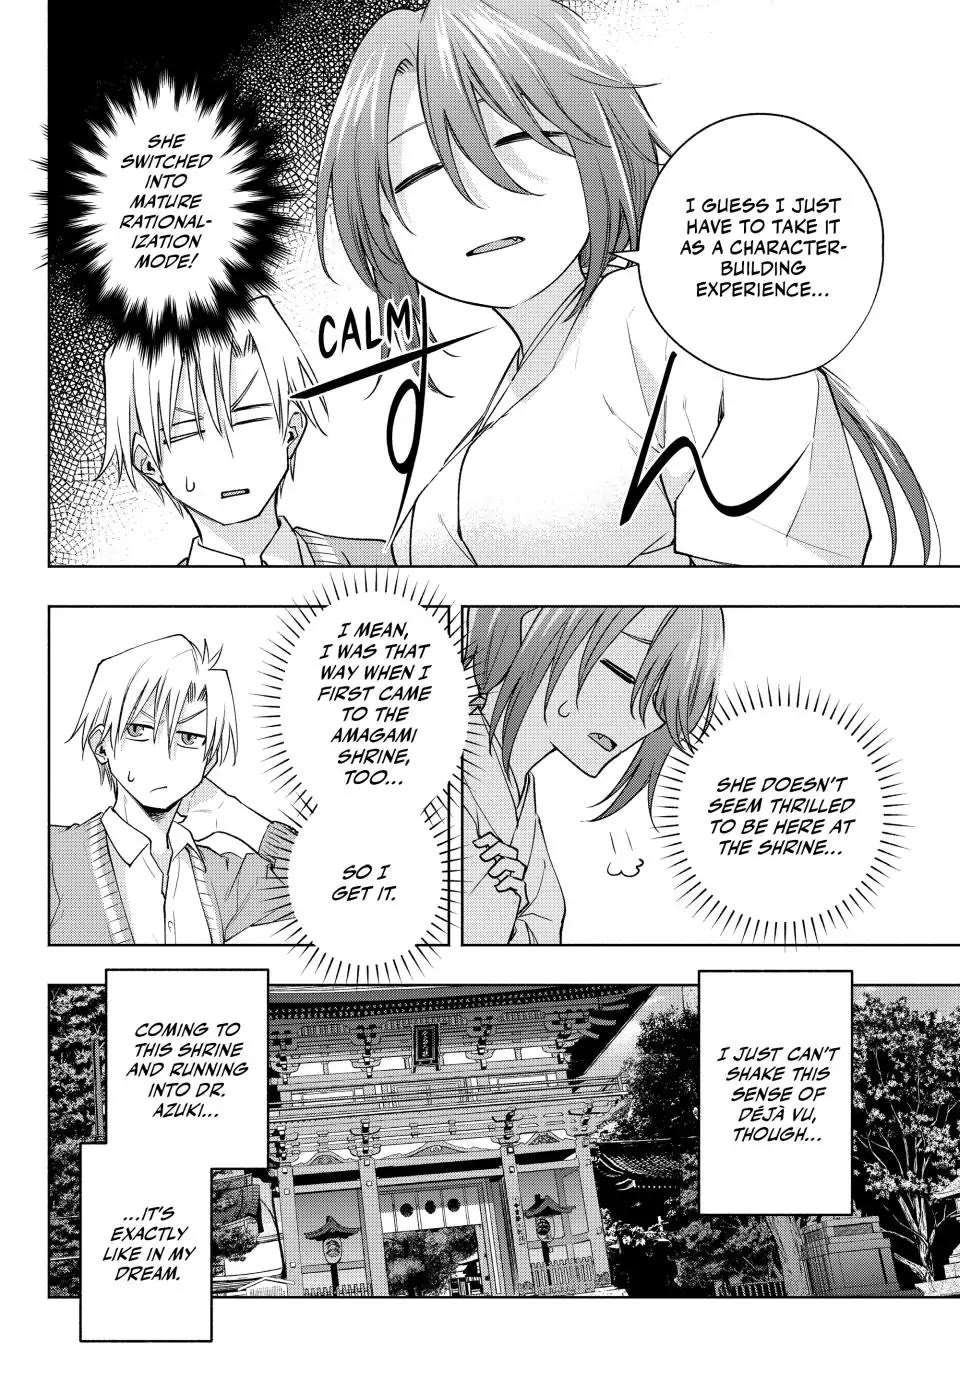 I GUESS I JUST
HAVE TO TAKE IT
AS A CHARACTER-
BUILDING
EXPERIENCE...
CALM
SHE
SWITCHED
INTO
MATURE
RATIONAL-
IZATION
MODE!
SHE DOESN'T
SEEM THRILLED
TO BE HERE AT
THE SHRINE...
I MEAN,
I WAS THAT
WAY WHEN I
FIRST CAME
TO THE
AMAGAMI
SHRINE,
TOO...
SO I
GET IT.
I JUST CAN'T
SHAKE THIS
SENSE OF
DÉJÀ VU,
THOUGH...
COMING TO
THIS SHRINE
AND RUNNING
INTO DR.
AZUKI...
...IT'S
EXACTLY
LIKE IN MY
DREAM.